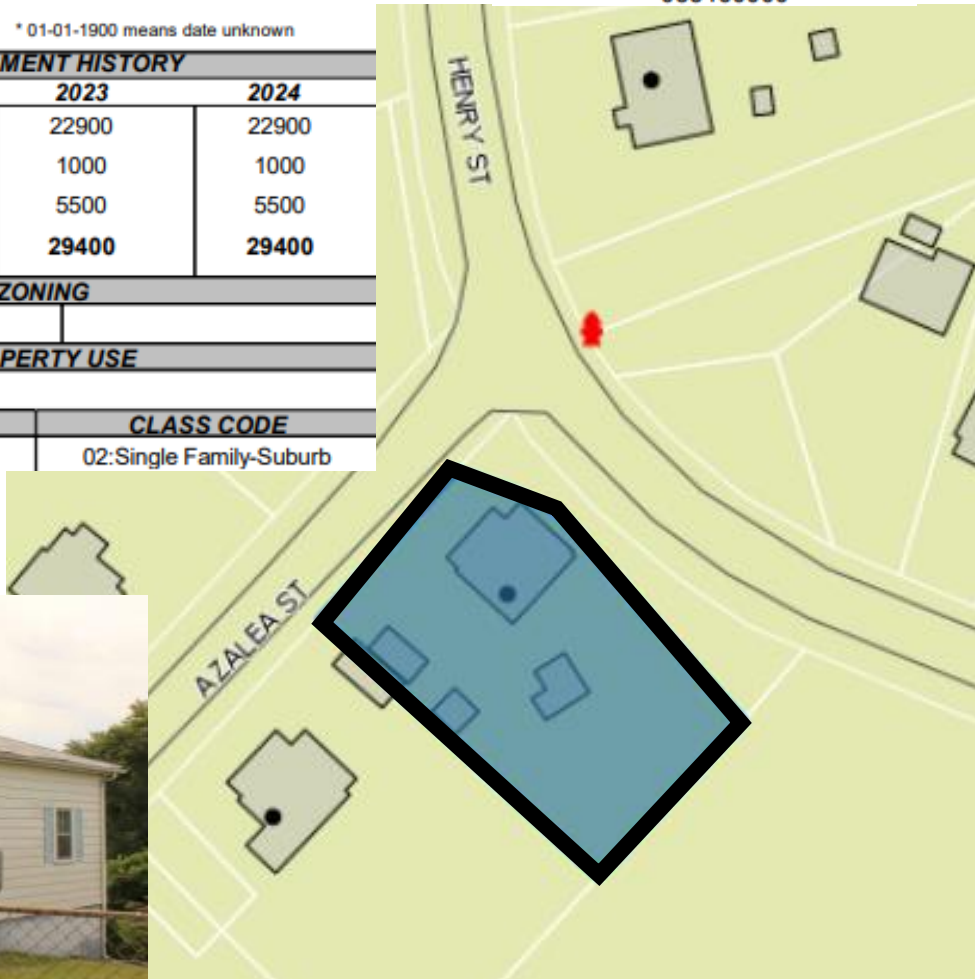 * 01-01-1900 means date unknown
MENT HISTORY
2023 2024
22900 22900
1000 1000
5500 5500
29400 29400
ZONING
PERTY USE
CLASS CODE
02:Single Family-Suburb
HENRY ST
AZALEA ST